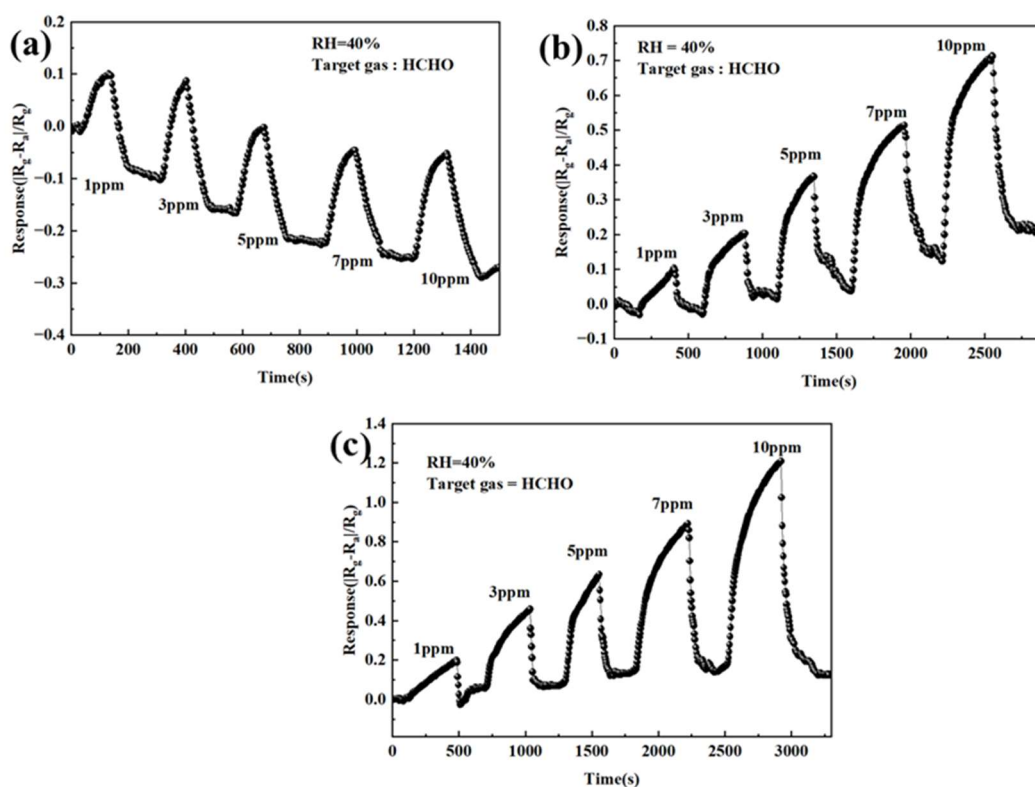 (a)
RH=40%
Target gas : HCHO
Response(|Rg-Ra|/Rg)
0.1
0.0
−0.1
−0.2
−0.3
−0.4
1ppm
3ppm
5ppm
7ppm
10ppm
0 200 400 600 800 1000 1200 1400
Time(s)
(b)
RH = 40%
Target gas : HCHO
Response(|Rg-Ra|/Rg)
0.8
0.7
0.6
0.5
0.4
0.3
0.2
0.1
0.0
−0.1
1ppm
3ppm
5ppm
7ppm
10ppm
0 500 1000 1500 2000 2500
Time(s)
(c)
RH=40%
Target gas = HCHO
Response(|Rg-Ra|/Rg)
1.4
1.2
1.0
0.8
0.6
0.4
0.2
0.0
1ppm
3ppm
5ppm
7ppm
10ppm
0 500 1000 1500 2000 2500 3000
Time(s)